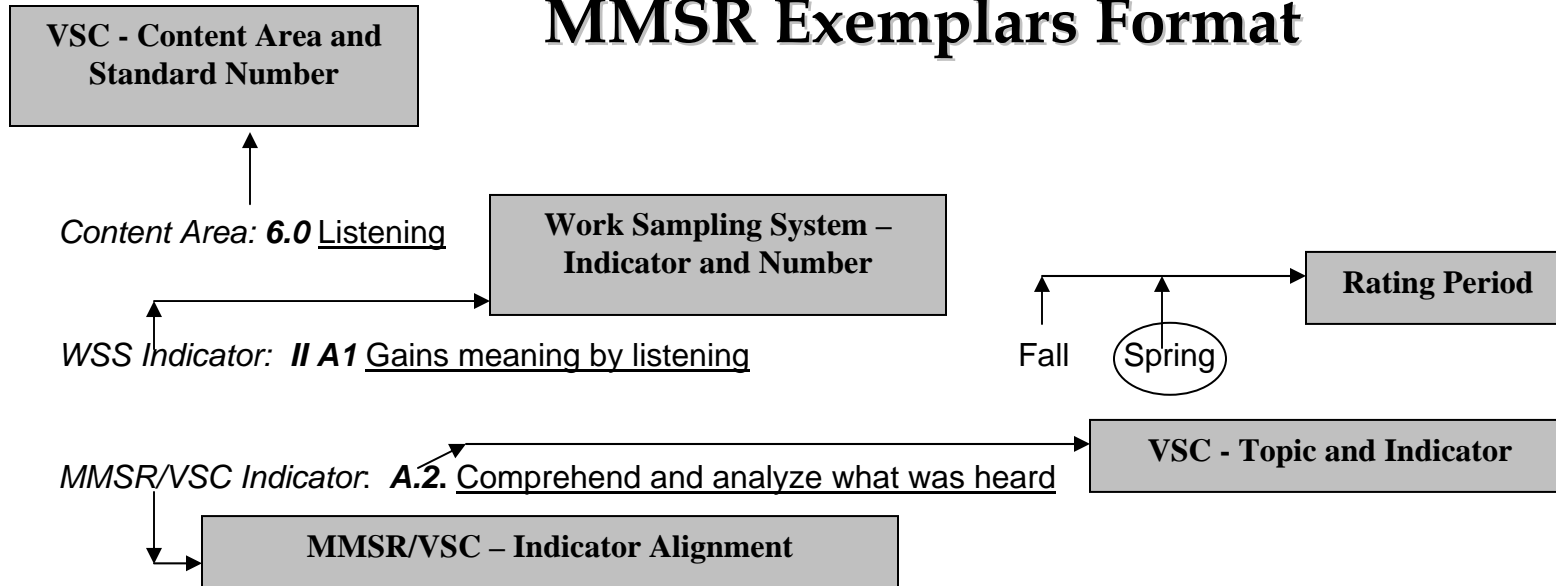 MMSR Exemplars Format
VSC - Content Area and
Standard Number
Content Area: 6.0 Listening
Work Sampling System –
Indicator and Number
Rating Period
WSS Indicator: II A1 Gains meaning by listening
Fall Spring
VSC - Topic and Indicator
MMSR/VSC Indicator: A.2. Comprehend and analyze what was heard
MMSR/VSC – Indicator Alignment